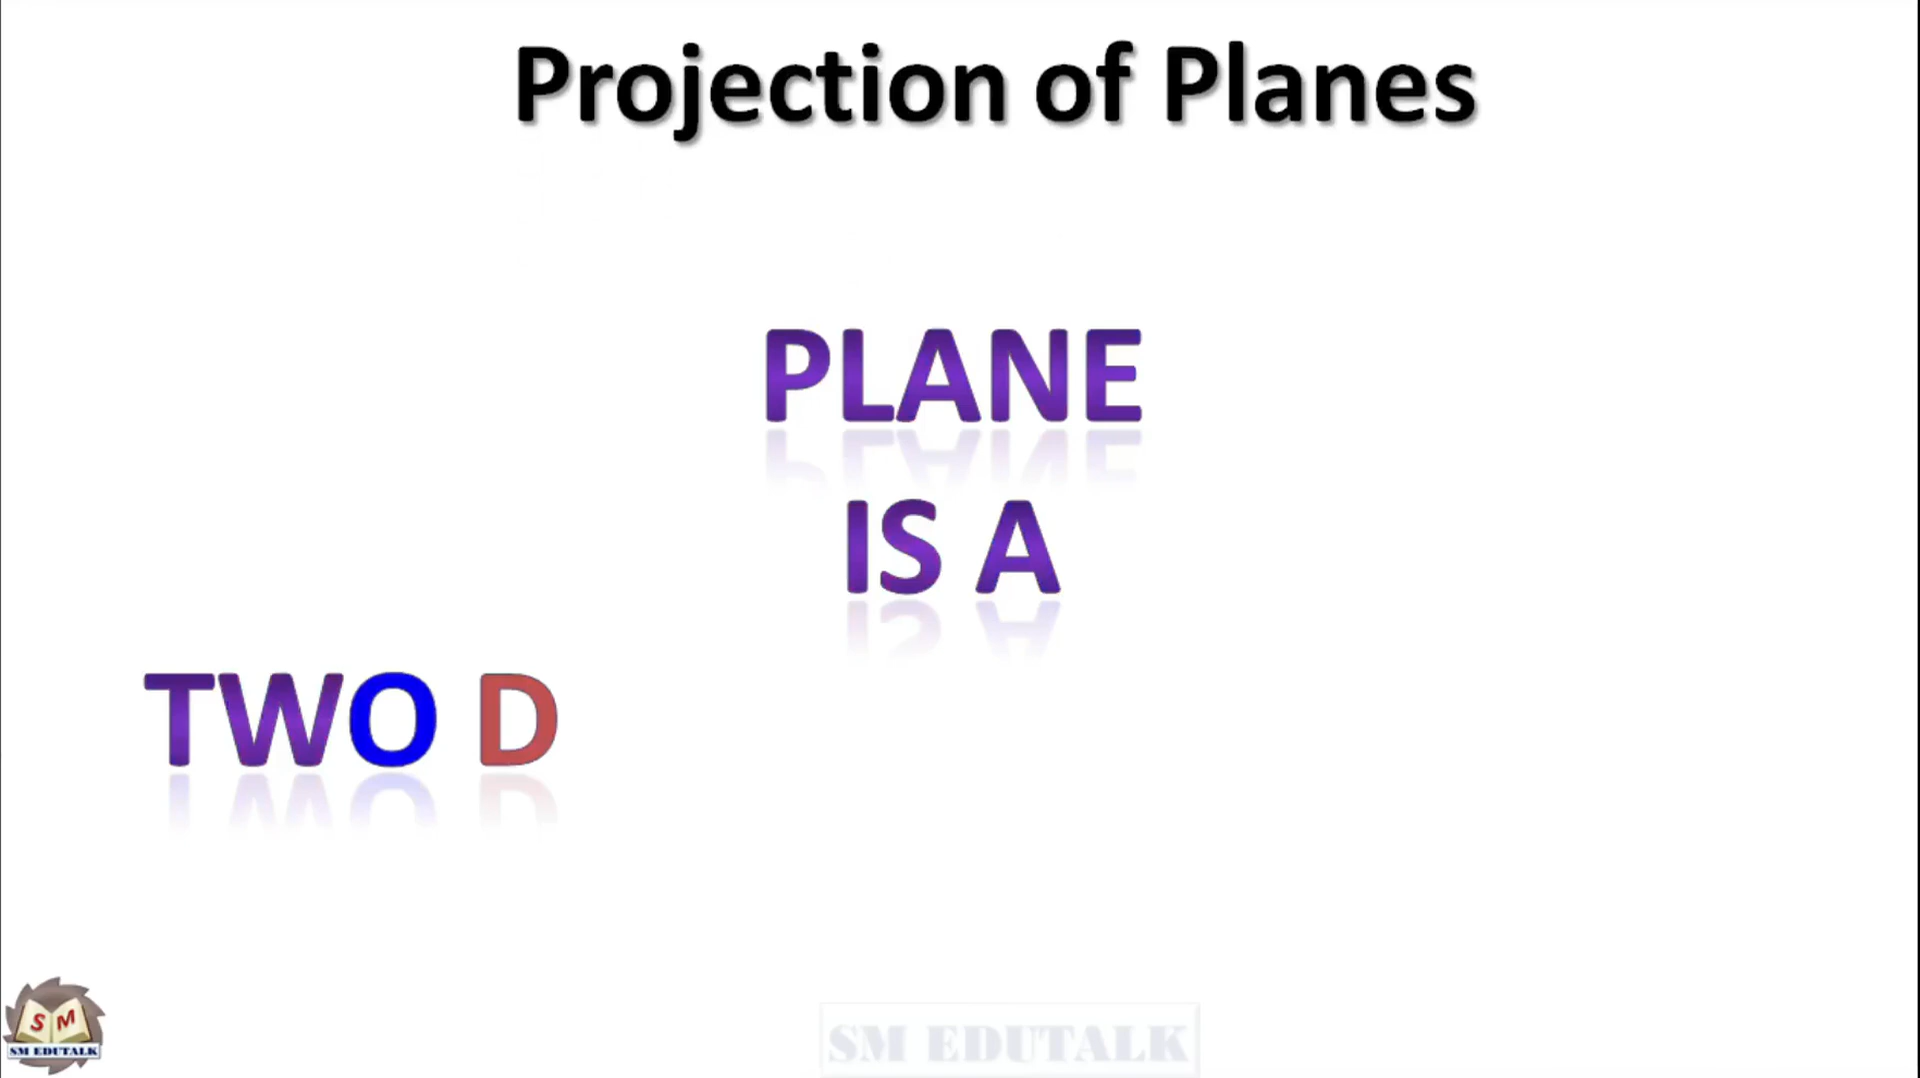 Projection of Planes
PLANE
IS A
TWO D
S M
SM EDUTALK
SM EDUTALK